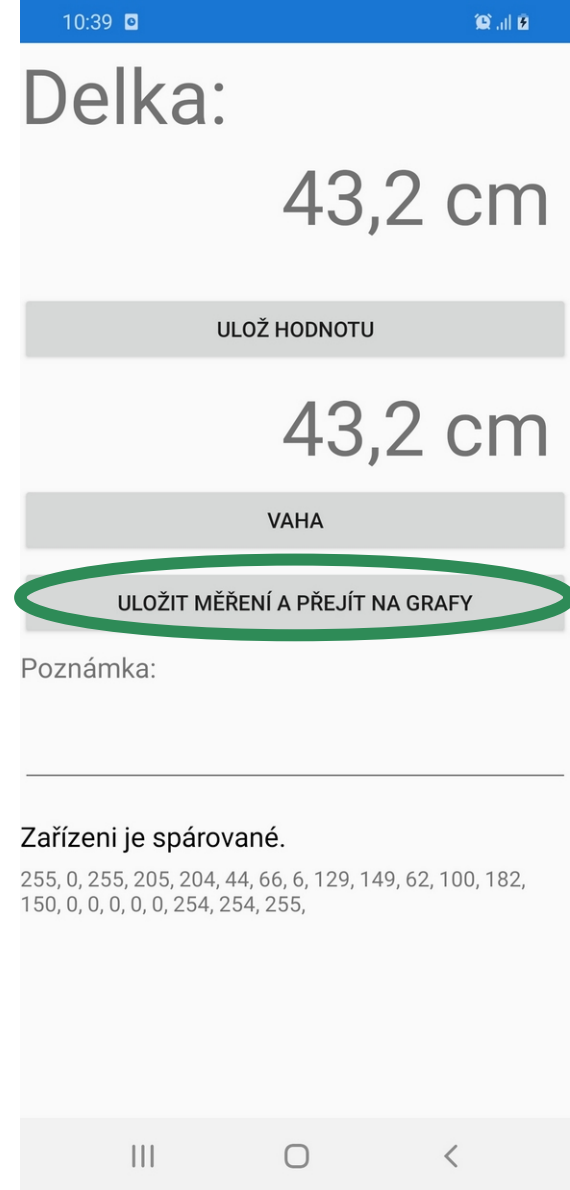 10:39
Delka:
43,2 cm
ULOŽ HODNOTU
43,2 cm
VAHA
ULOŽIT MĚŘENÍ A PŘEJÍT NA GRAFY
Poznámka:
Zařízeni je spárované.
255, 0, 255, 205, 204, 44, 66, 6, 129, 149, 62, 100, 182,
150, 0, 0, 0, 0, 0, 254, 254, 255,